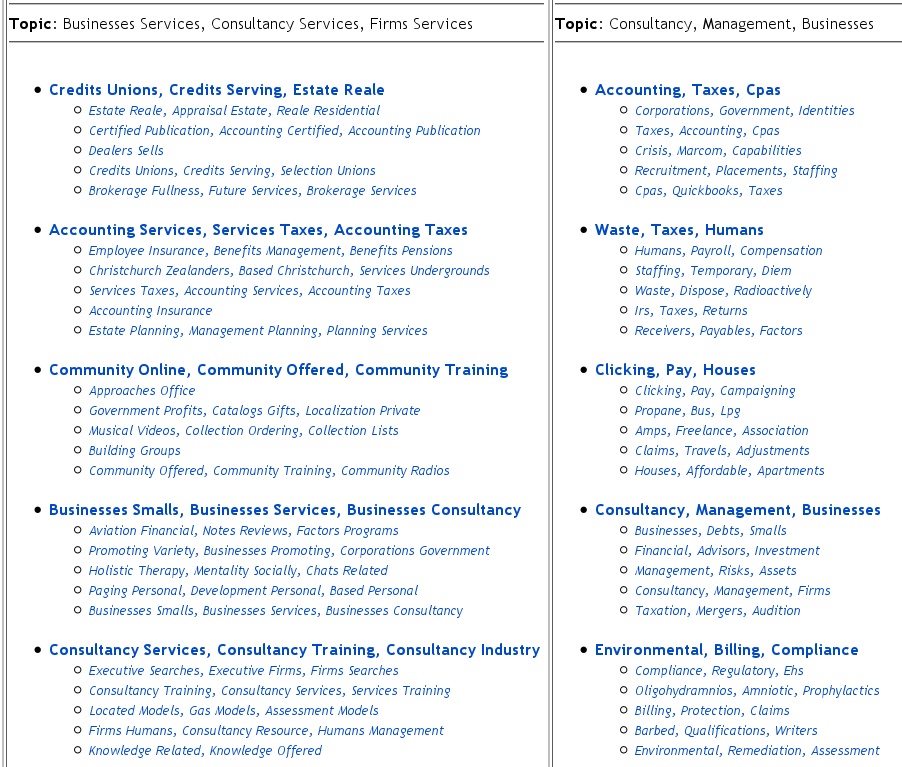 Topic: Businesses Services, Consultancy Services, Firms Services
Credits Unions, Credits Serving, Estate Reale
Estate Reale, Appraisal Estate, Reale Residential
Certified Publication, Accounting Certified, Accounting Publication
Dealers Sells
Credits Unions, Credits Serving, Selection Unions
Brokerage Fullness, Future Services, Brokerage Services
Accounting Services, Services Taxes, Accounting Taxes
Employee Insurance, Benefits Management, Benefits Pensions
Christchurch Zealanders, Based Christchurch, Services Undergrounds
Services Taxes, Accounting Services, Accounting Taxes
Accounting Insurance
Estate Planning, Management Planning, Planning Services
Community Online, Community Offered, Community Training
Approaches Office
Government Profits, Catalogs Gifts, Localization Private
Musical Videos, Collection Ordering, Collection Lists
Building Groups
Community Offered, Community Training, Community Radios
Businesses Smalls, Businesses Services, Businesses Consultancy
Aviation Financial, Notes Reviews, Factors Programs
Promoting Variety, Businesses Promoting, Corporations Government
Holistic Therapy, Mentality Socially, Chats Related
Paging Personal, Development Personal, Based Personal
Businesses Smalls, Businesses Services, Businesses Consultancy
Consultancy Services, Consultancy Training, Consultancy Industry
Executive Searches, Executive Firms, Firms Searches
Consultancy Training, Consultancy Services, Services Training
Located Models, Gas Models, Assessment Models
Firms Humans, Consultancy Resource, Humans Management
Knowledge Related, Knowledge Offered
Topic: Consultancy, Management, Businesses
Accounting, Taxes, Cpas
Corporations, Government, Identities
Taxes, Accounting, Cpas
Crisis, Marcom, Capabilities
Recruitment, Placements, Staffing
Cpas, Quickbooks, Taxes
Waste, Taxes, Humans
Humans, Payroll, Compensation
Staffing, Temporary, Diem
Waste, Dispose, Radioactively
Irs, Taxes, Returns
Receivers, Payables, Factors
Clicking, Pay, Houses
Clicking, Pay, Campaigning
Propane, Bus, Lpg
Amps, Freelance, Association
Claims, Travels, Adjustments
Houses, Affordable, Apartments
Consultancy, Management, Businesses
Businesses, Debts, Smalls
Financial, Advisors, Investment
Management, Risks, Assets
Consultancy, Management, Firms
Taxation, Mergers, Audition
Environmental, Billing, Compliance
Compliance, Regulatory, Ehs
Oligohydramnios, Amniotic, Prophylactics
Billing, Protection, Claims
Barbed, Qualifications, Writers
Environmental, Remediation, Assessment